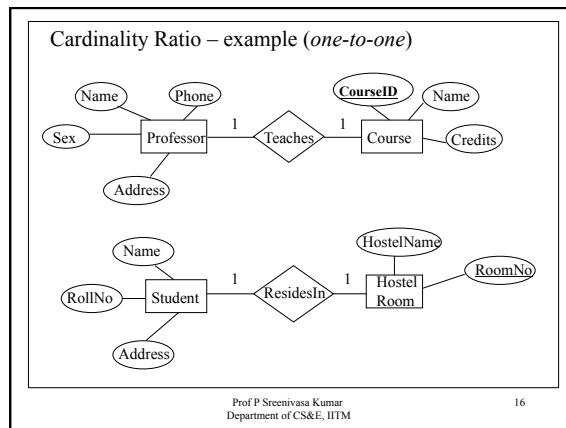 Cardinality Ratio – example (one-to-one)
Name
Phone
CourseID
Name
Sex
Professor
1
Teaches
1
Course
Credits
Address
Name
HostelName
RollNo
Student
1
ResidesIn
1
Hostel
Room
RoomNo
Address
Prof P Sreenivasa Kumar
Department of CS&E, IITM
16